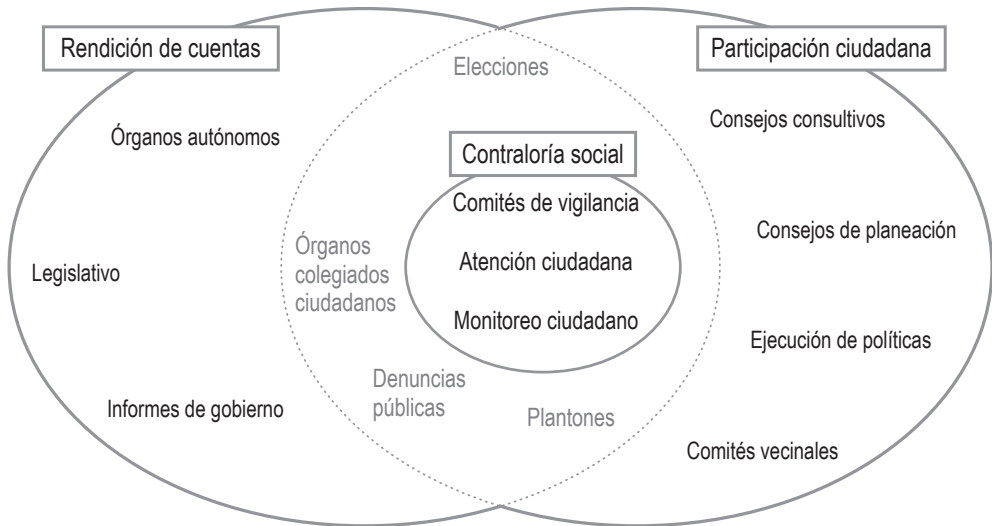 Rendición de cuentas
Participación ciudadana
Elecciones
Órganos autónomos
Consejos consultivos
Contraloría social
Comités de vigilancia
Consejos de planeación
Órganos
colegiados
ciudadanos
Atención ciudadana
Legislativo
Monitoreo ciudadano
Ejecución de políticas
Denuncias
públicas
Informes de gobierno
Plantones
Comités vecinales